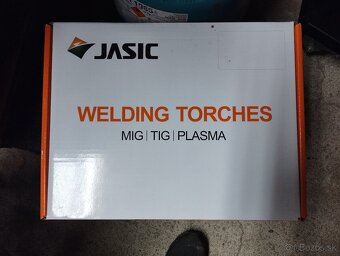 JASIC
WELDING TORCHES
MIG | TIG | PLASMA